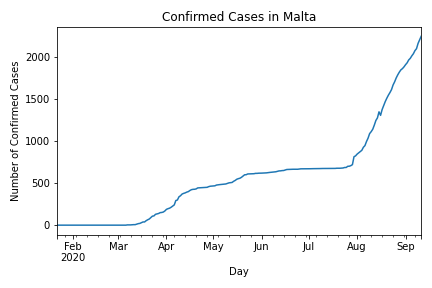 Confirmed Cases in Malta
Number of Confirmed Cases
2000
1500
1000
500
0
Feb Mar Apr May Jun Jul Aug Sep
2020
Day